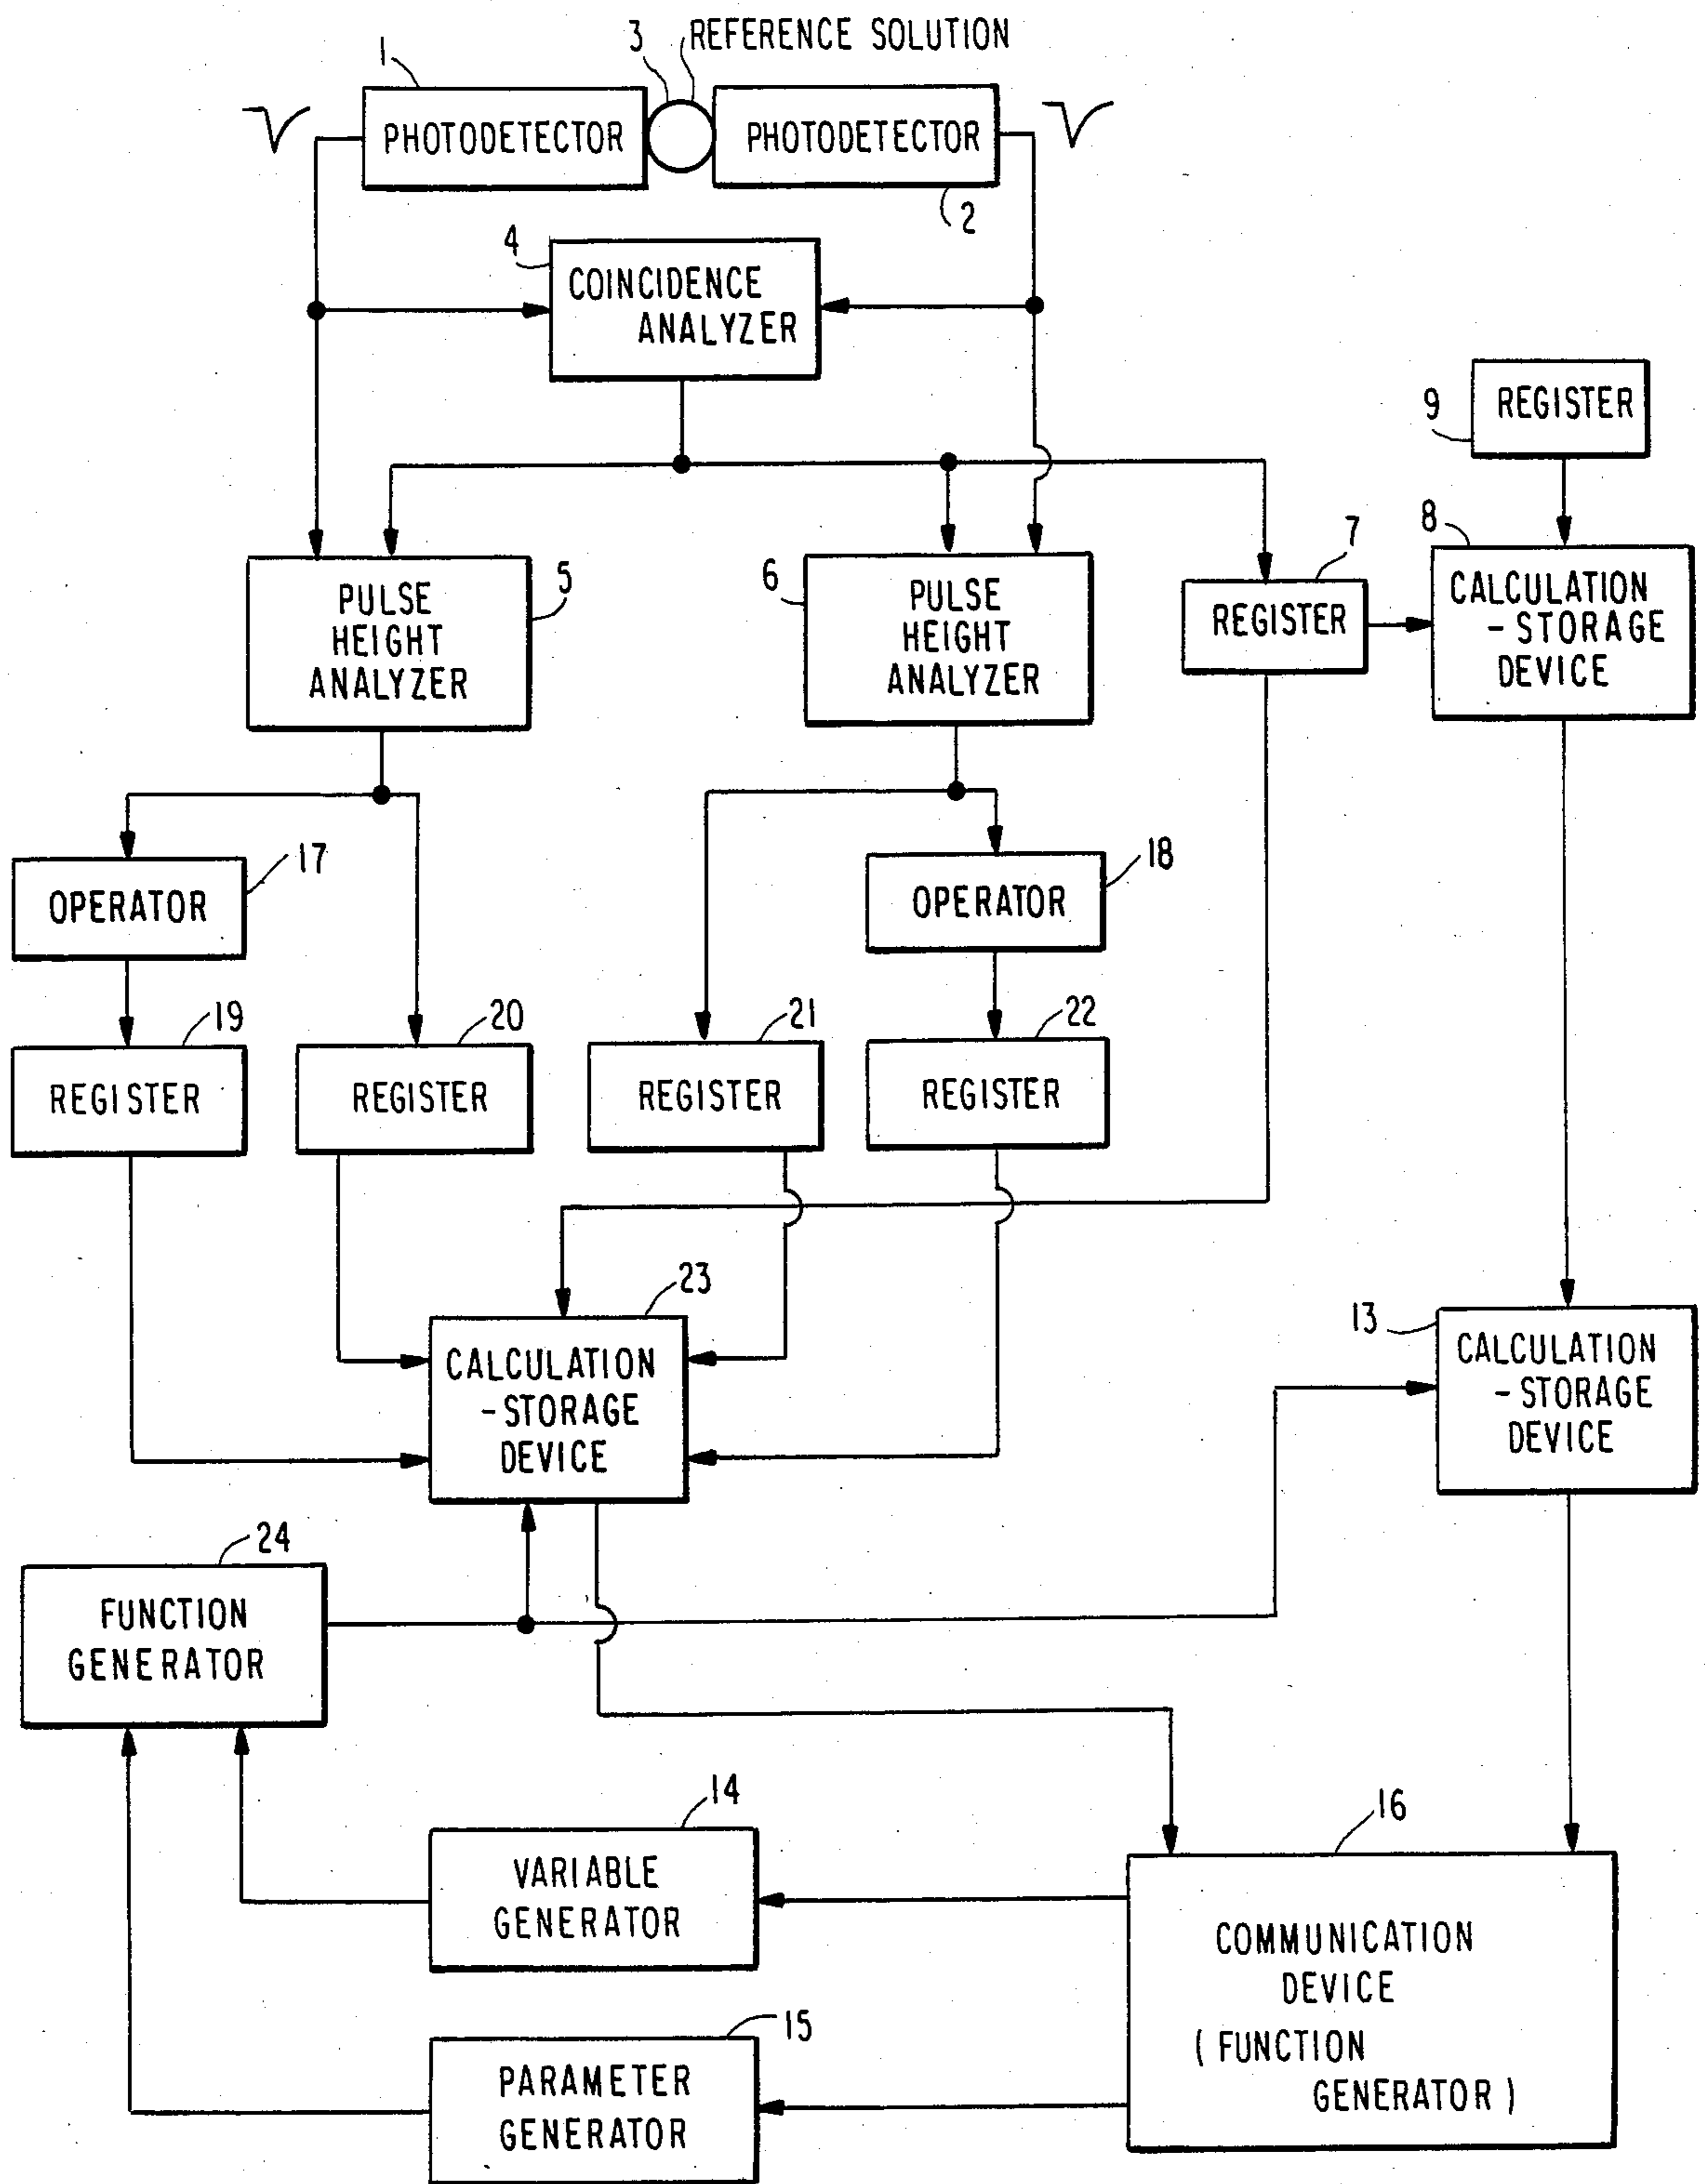 3 REFERENCE SOLUTION
1
PHOTODETECTOR
PHOTODETECTOR
2
4
COINCIDENCE
ANALYZER
9
REGISTER
5
PULSE
HEIGHT
ANALYZER
6
PULSE
HEIGHT
ANALYZER
7
REGISTER
8
CALCULATION
-STORAGE
DEVICE
17
OPERATOR
18
OPERATOR
19
REGISTER
20
REGISTER
21
REGISTER
22
REGISTER
23
CALCULATION
-STORAGE
DEVICE
13
CALCULATION
-STORAGE
DEVICE
24
FUNCTION
GENERATOR
14
VARIABLE
GENERATOR
16
COMMUNICATION
DEVICE
(FUNCTION
GENERATOR)
15
PARAMETER
GENERATOR